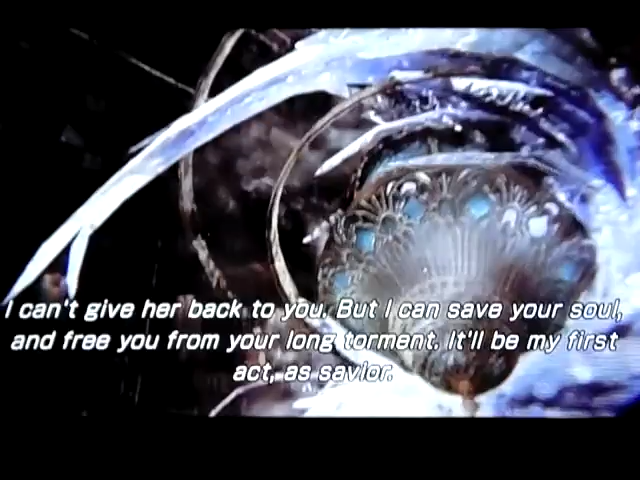 I can't give her back to you. But I can save your soul,
and free you from your long torment. It'll be my first
act, as savior.